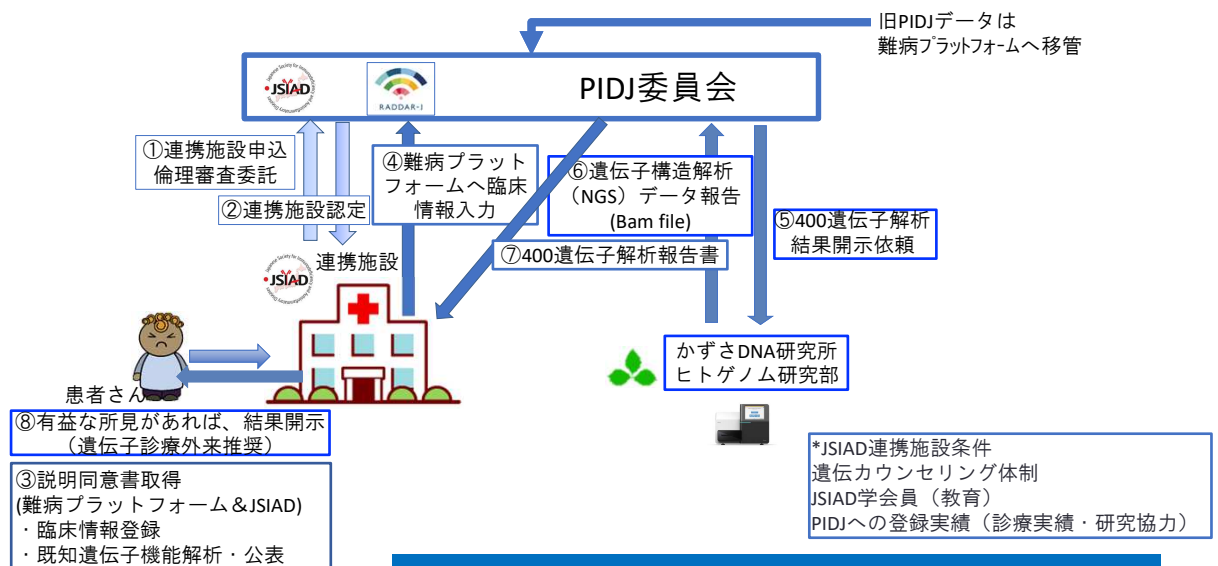 旧PIDJデータは
難病プラットフォームへ移管
JSIAD
RADDAR-J
PIDJ委員会
①連携施設申込
倫理審査委託
②連携施設認定
④難病プラット
フォームへ臨床
情報入力
⑥遺伝子構造解析
（NGS）データ報告
(Bam file)
⑤400遺伝子解析
結果開示依頼
⑦400遺伝子解析報告書
JSIAD
連携施設
かずさDNA研究所
ヒトゲノム研究部
患者さん
⑧有益な所見があれば、結果開示
（遺伝子診療外来推奨）
③説明同意書取得
(難病プラットフォーム＆JSIAD)
・臨床情報登録
・既知遺伝子機能解析・公表
*JSIAD連携施設条件
遺伝カウンセリング体制
JSIAD学会員（教育）
PIDJへの登録実績（診療実績・研究協力）